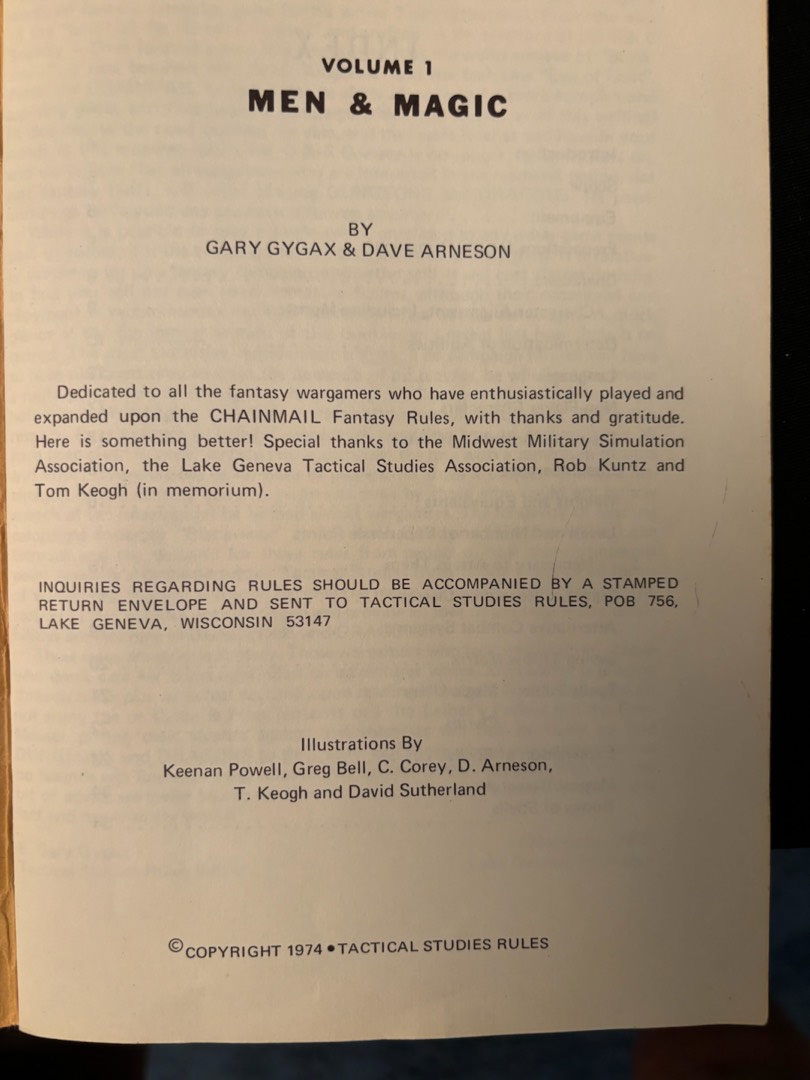 VOLUME 1
MEN & MAGIC
BY
GARY GYGAX & DAVE ARNESON
Dedicated to all the fantasy wargamers who have enthusiastically played and
expanded upon the CHAINMAIL Fantasy Rules, with thanks and gratitude.
Here is something better! Special thanks to the Midwest Military Simulation
Association, the Lake Geneva Tactical Studies Association, Rob Kuntz and
Tom Keogh (in memorium).
INQUIRIES REGARDING RULES SHOULD BE ACCOMPANIED BY A STAMPED
RETURN ENVELOPE AND SENT TO TACTICAL STUDIES RULES, POB 756,
LAKE GENEVA, WISCONSIN 53147
Illustrations By
Keenan Powell, Greg Bell, C. Corey, D. Arneson,
T. Keogh and David Sutherland
©COPYRIGHT 1974 • TACTICAL STUDIES RULES